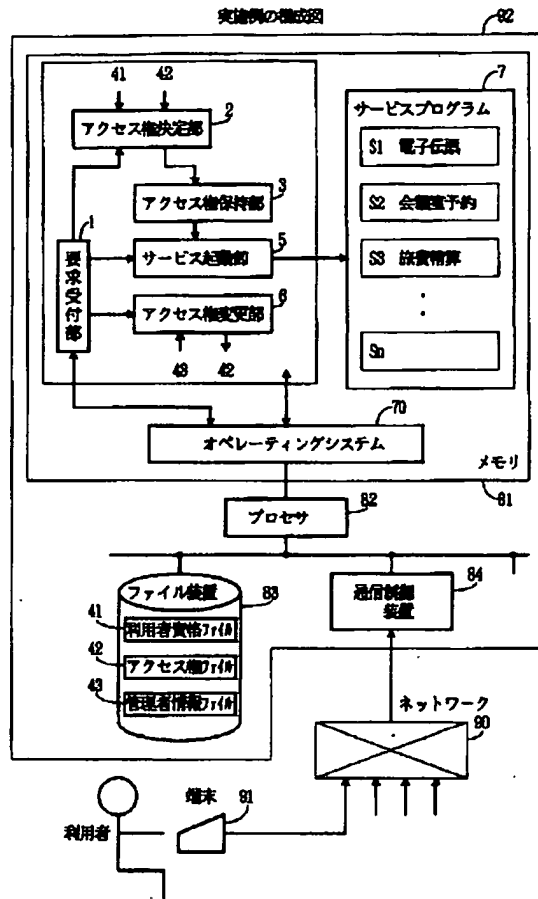 実施例の構成図
92
41
42
2
アクセス権決定部
3
アクセス権保持部
1
要求受付部
5
サービス起動部
6
アクセス権変更部
43
42
7
サービスプログラム
S1 電子伝票
S2 会議室予約
S3 旅費精算
Sn
70
オペレーティングシステム
メモリ
81
82
プロセサ
ファイル装置
83
41
利用者資格ファイル
42
アクセス権ファイル
43
管理者情報ファイル
84
通信制御
装置
ネットワーク
90
端末
91
利用者